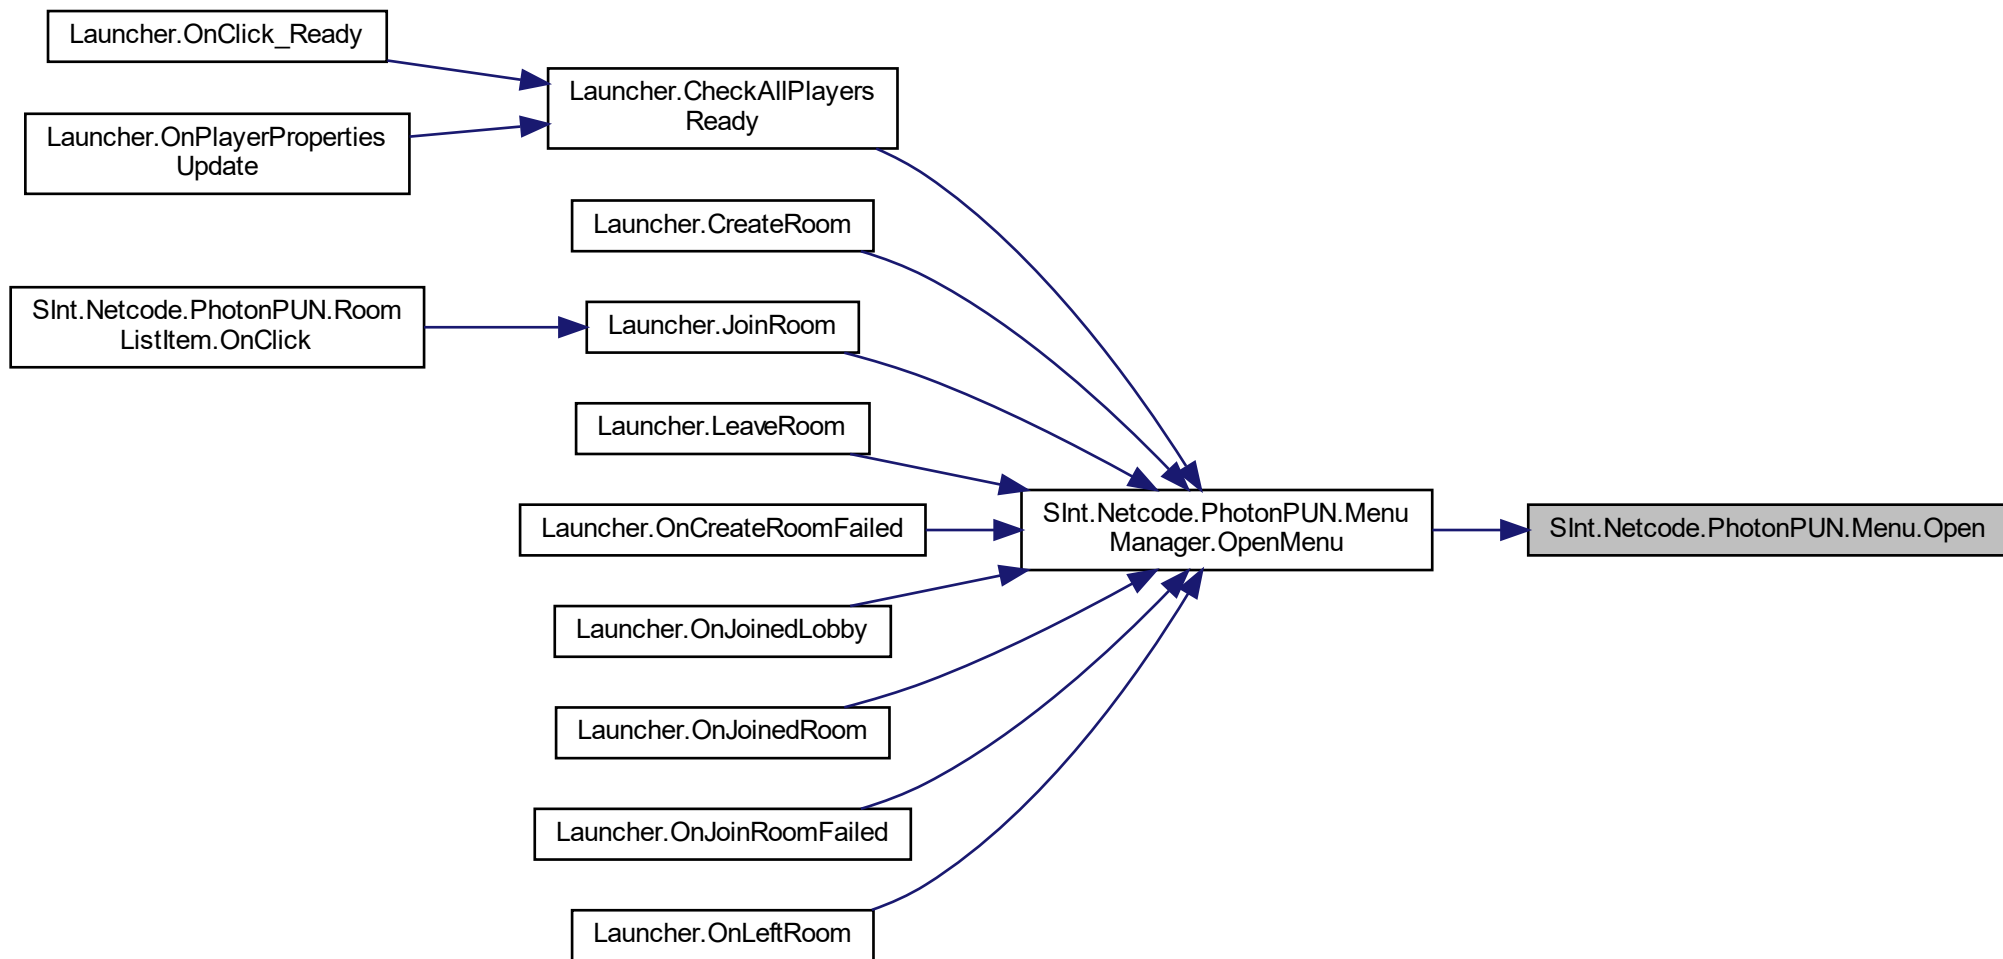 Launcher.OnClick_Ready
Launcher.OnPlayerProperties
Update
SInt.Netcode.PhotonPUN.Room
ListItem.OnClick
Launcher.CheckAllPlayers
Ready
Launcher.CreateRoom
Launcher.JoinRoom
Launcher.LeaveRoom
Launcher.OnCreateRoomFailed
Launcher.OnJoinedLobby
Launcher.OnJoinedRoom
Launcher.OnJoinRoomFailed
Launcher.OnLeftRoom
SInt.Netcode.PhotonPUN.Menu
Manager.OpenMenu
SInt.Netcode.PhotonPUN.Menu.Open